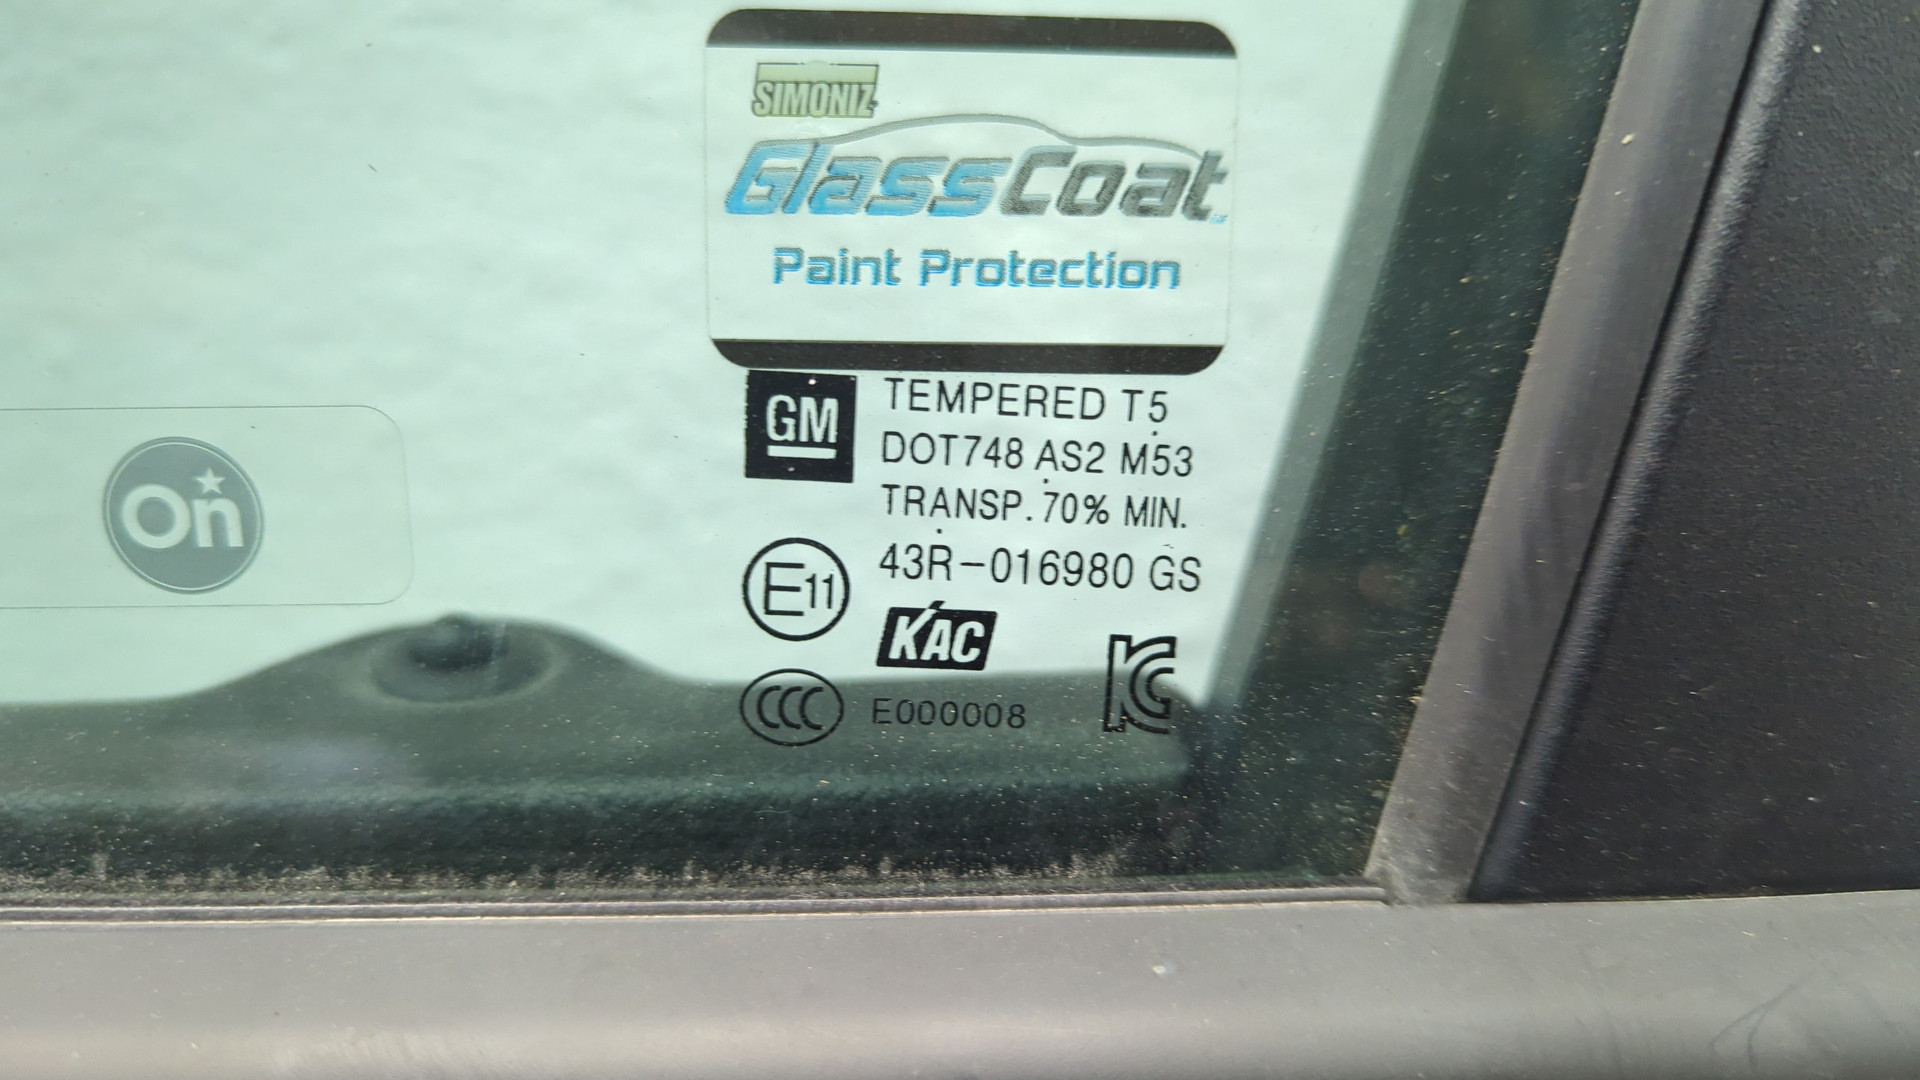 SIMONIZ
GlassCoat
Paint Protection
GM
TEMPERED T5
DOT748 AS2 M53
TRANSP. 70% MIN.
E11
43R-016980 GS
KAC
CCC
E000008
KC
On